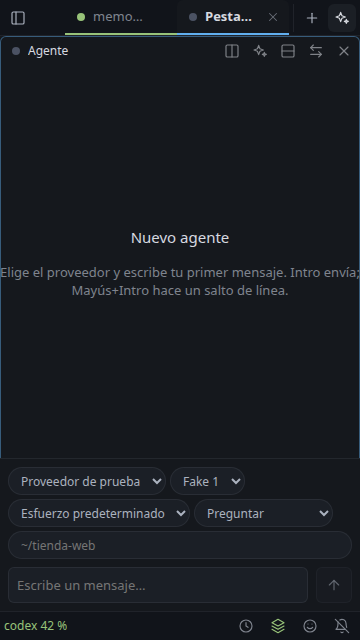 memo...
Pesta...
Agente
Nuevo agente
Elige el proveedor y escribe tu primer mensaje. Intro envía;
Mayús+Intro hace un salto de línea.
Proveedor de prueba
Fake 1
Esfuerzo predeterminado
Preguntar
~/tienda-web
Escribe un mensaje...
codex 42 %